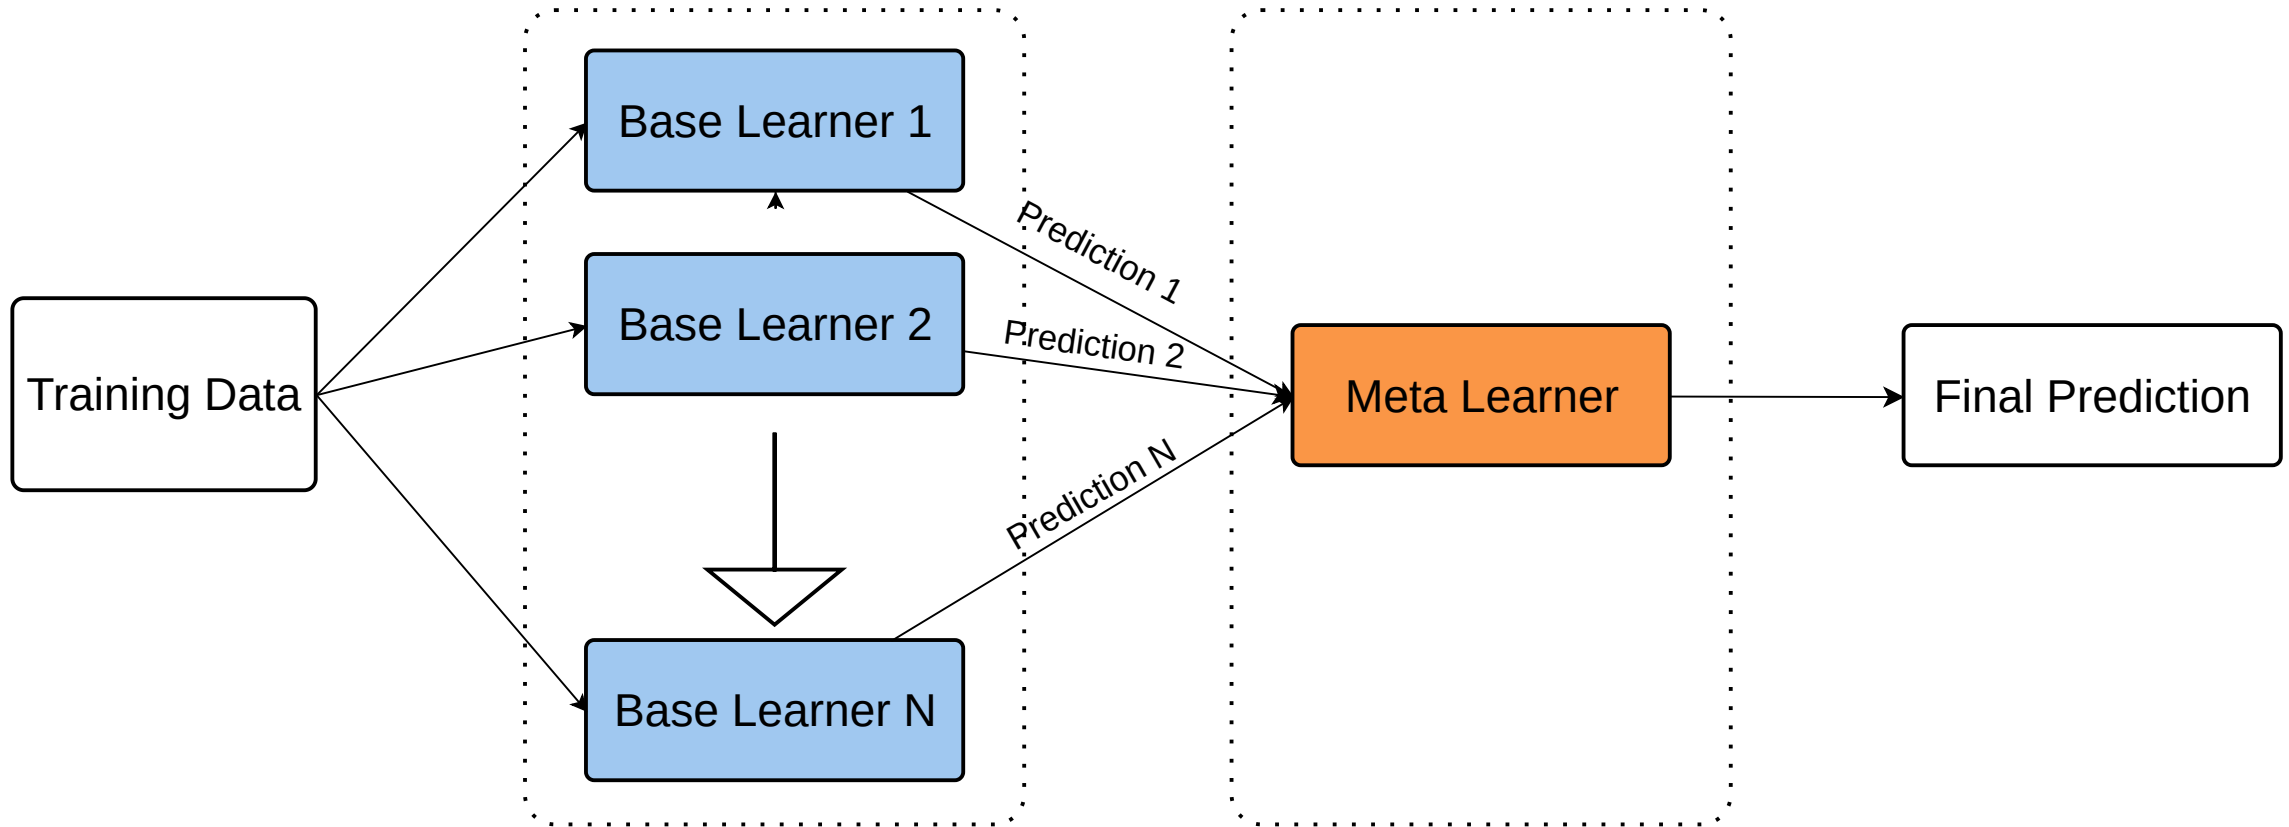 Training Data
Base Learner 1
Base Learner 2
Base Learner N
Prediction 1
Prediction 2
Prediction N
Meta Learner
Final Prediction